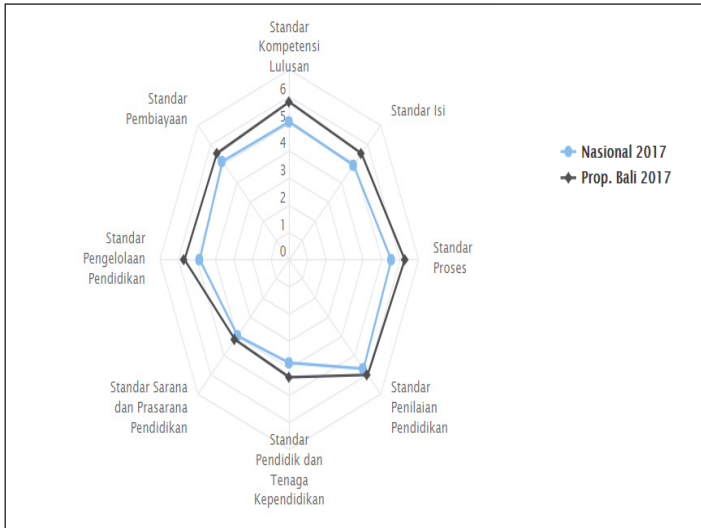 Standar
Kompetensi
Lulusan
Standar Isi
Standar
Proses
Standar
Penilaian
Pendidikan
Standar
Pendidik dan
Tenaga
Kependidikan
Standar Sarana
dan Prasarana
Pendidikan
Standar
Pengelolaan
Pendidikan
Standar
Pembiayaan
6
5
4
3
2
1
0
Nasional 2017
Prop. Bali 2017